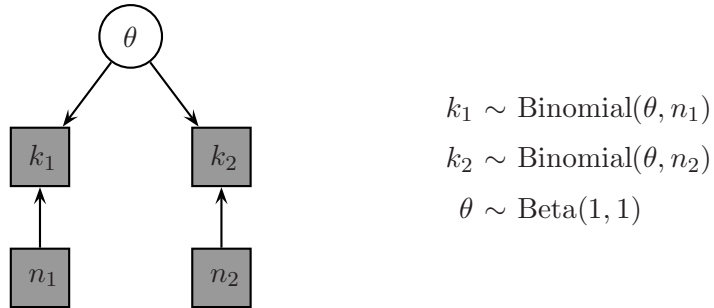 θ
k₁ k₂
n₁ n₂
k₁ ∼ Binomial(θ, n₁)
k₂ ∼ Binomial(θ, n₂)
θ ∼ Beta(1, 1)